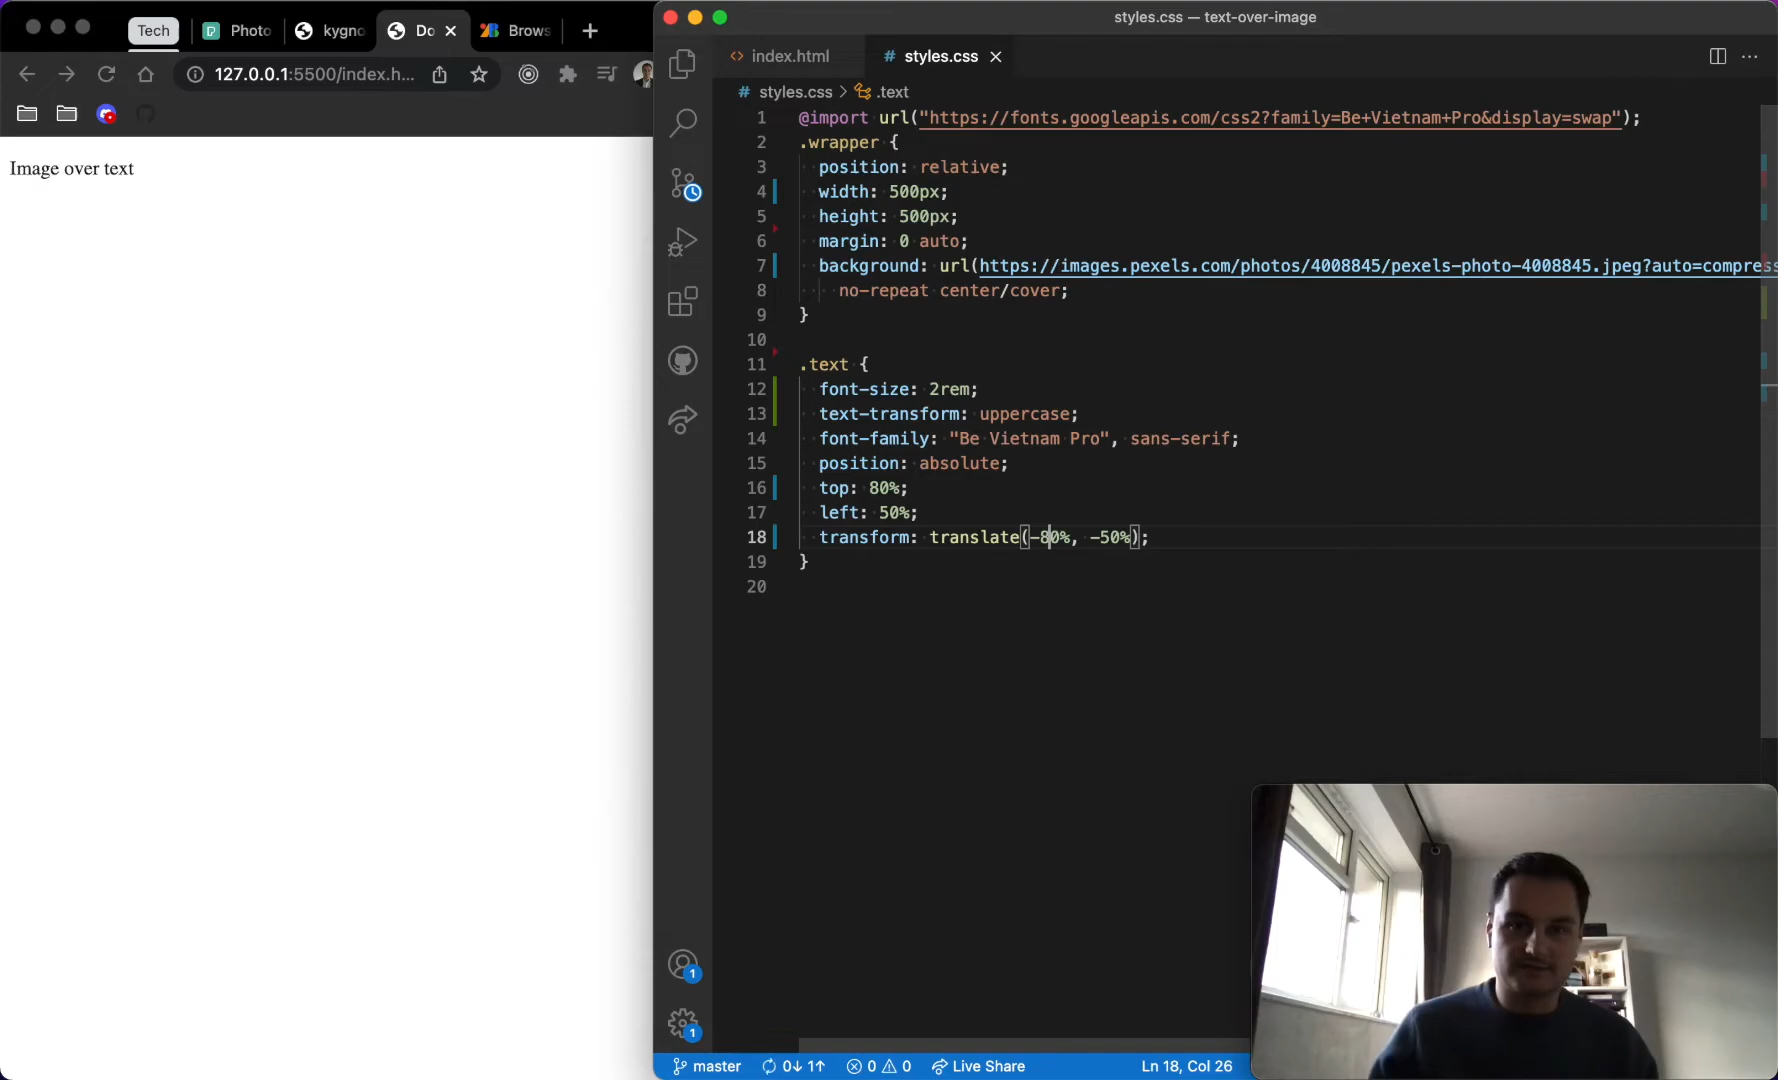 Tech
Photo
kygno
Do
Brows
127.0.0.1:5500/index.h...
Image over text
styles.css — text-over-image
index.html
# styles.css
# styles.css > .text
1 @import url("https://fonts.googleapis.com/css2?family=Be+Vietnam+Pro&display=swap");
2 .wrapper {
3 position: relative;
4 width: 500px;
5 height: 500px;
6 margin: 0 auto;
7 background: url(https://images.pexels.com/photos/4008845/pexels-photo-4008845.jpeg?auto=compress
8 no-repeat center/cover;
9 }
10
11 .text {
12 font-size: 2rem;
13 text-transform: uppercase;
14 font-family: "Be Vietnam Pro", sans-serif;
15 position: absolute;
16 top: 80%;
17 left: 50%;
18 transform: translate(-80%, -50%);
19 }
20
1
1
master 0↓ 1↑ 0 0 Live Share Ln 18, Col 26